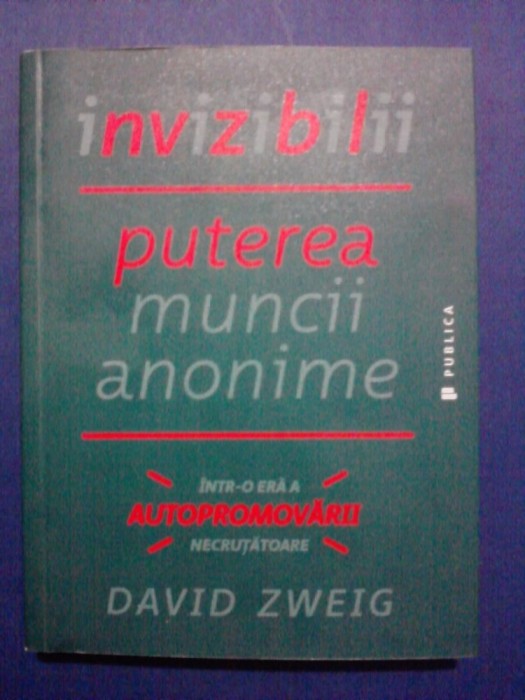 invizibilii
puterea
muncii
anonime
PUBLICA
ÎNTR-O ERĂ A
AUTOPROMOVĂRII
NECRUȚĂTOARE
DAVID ZWEIG